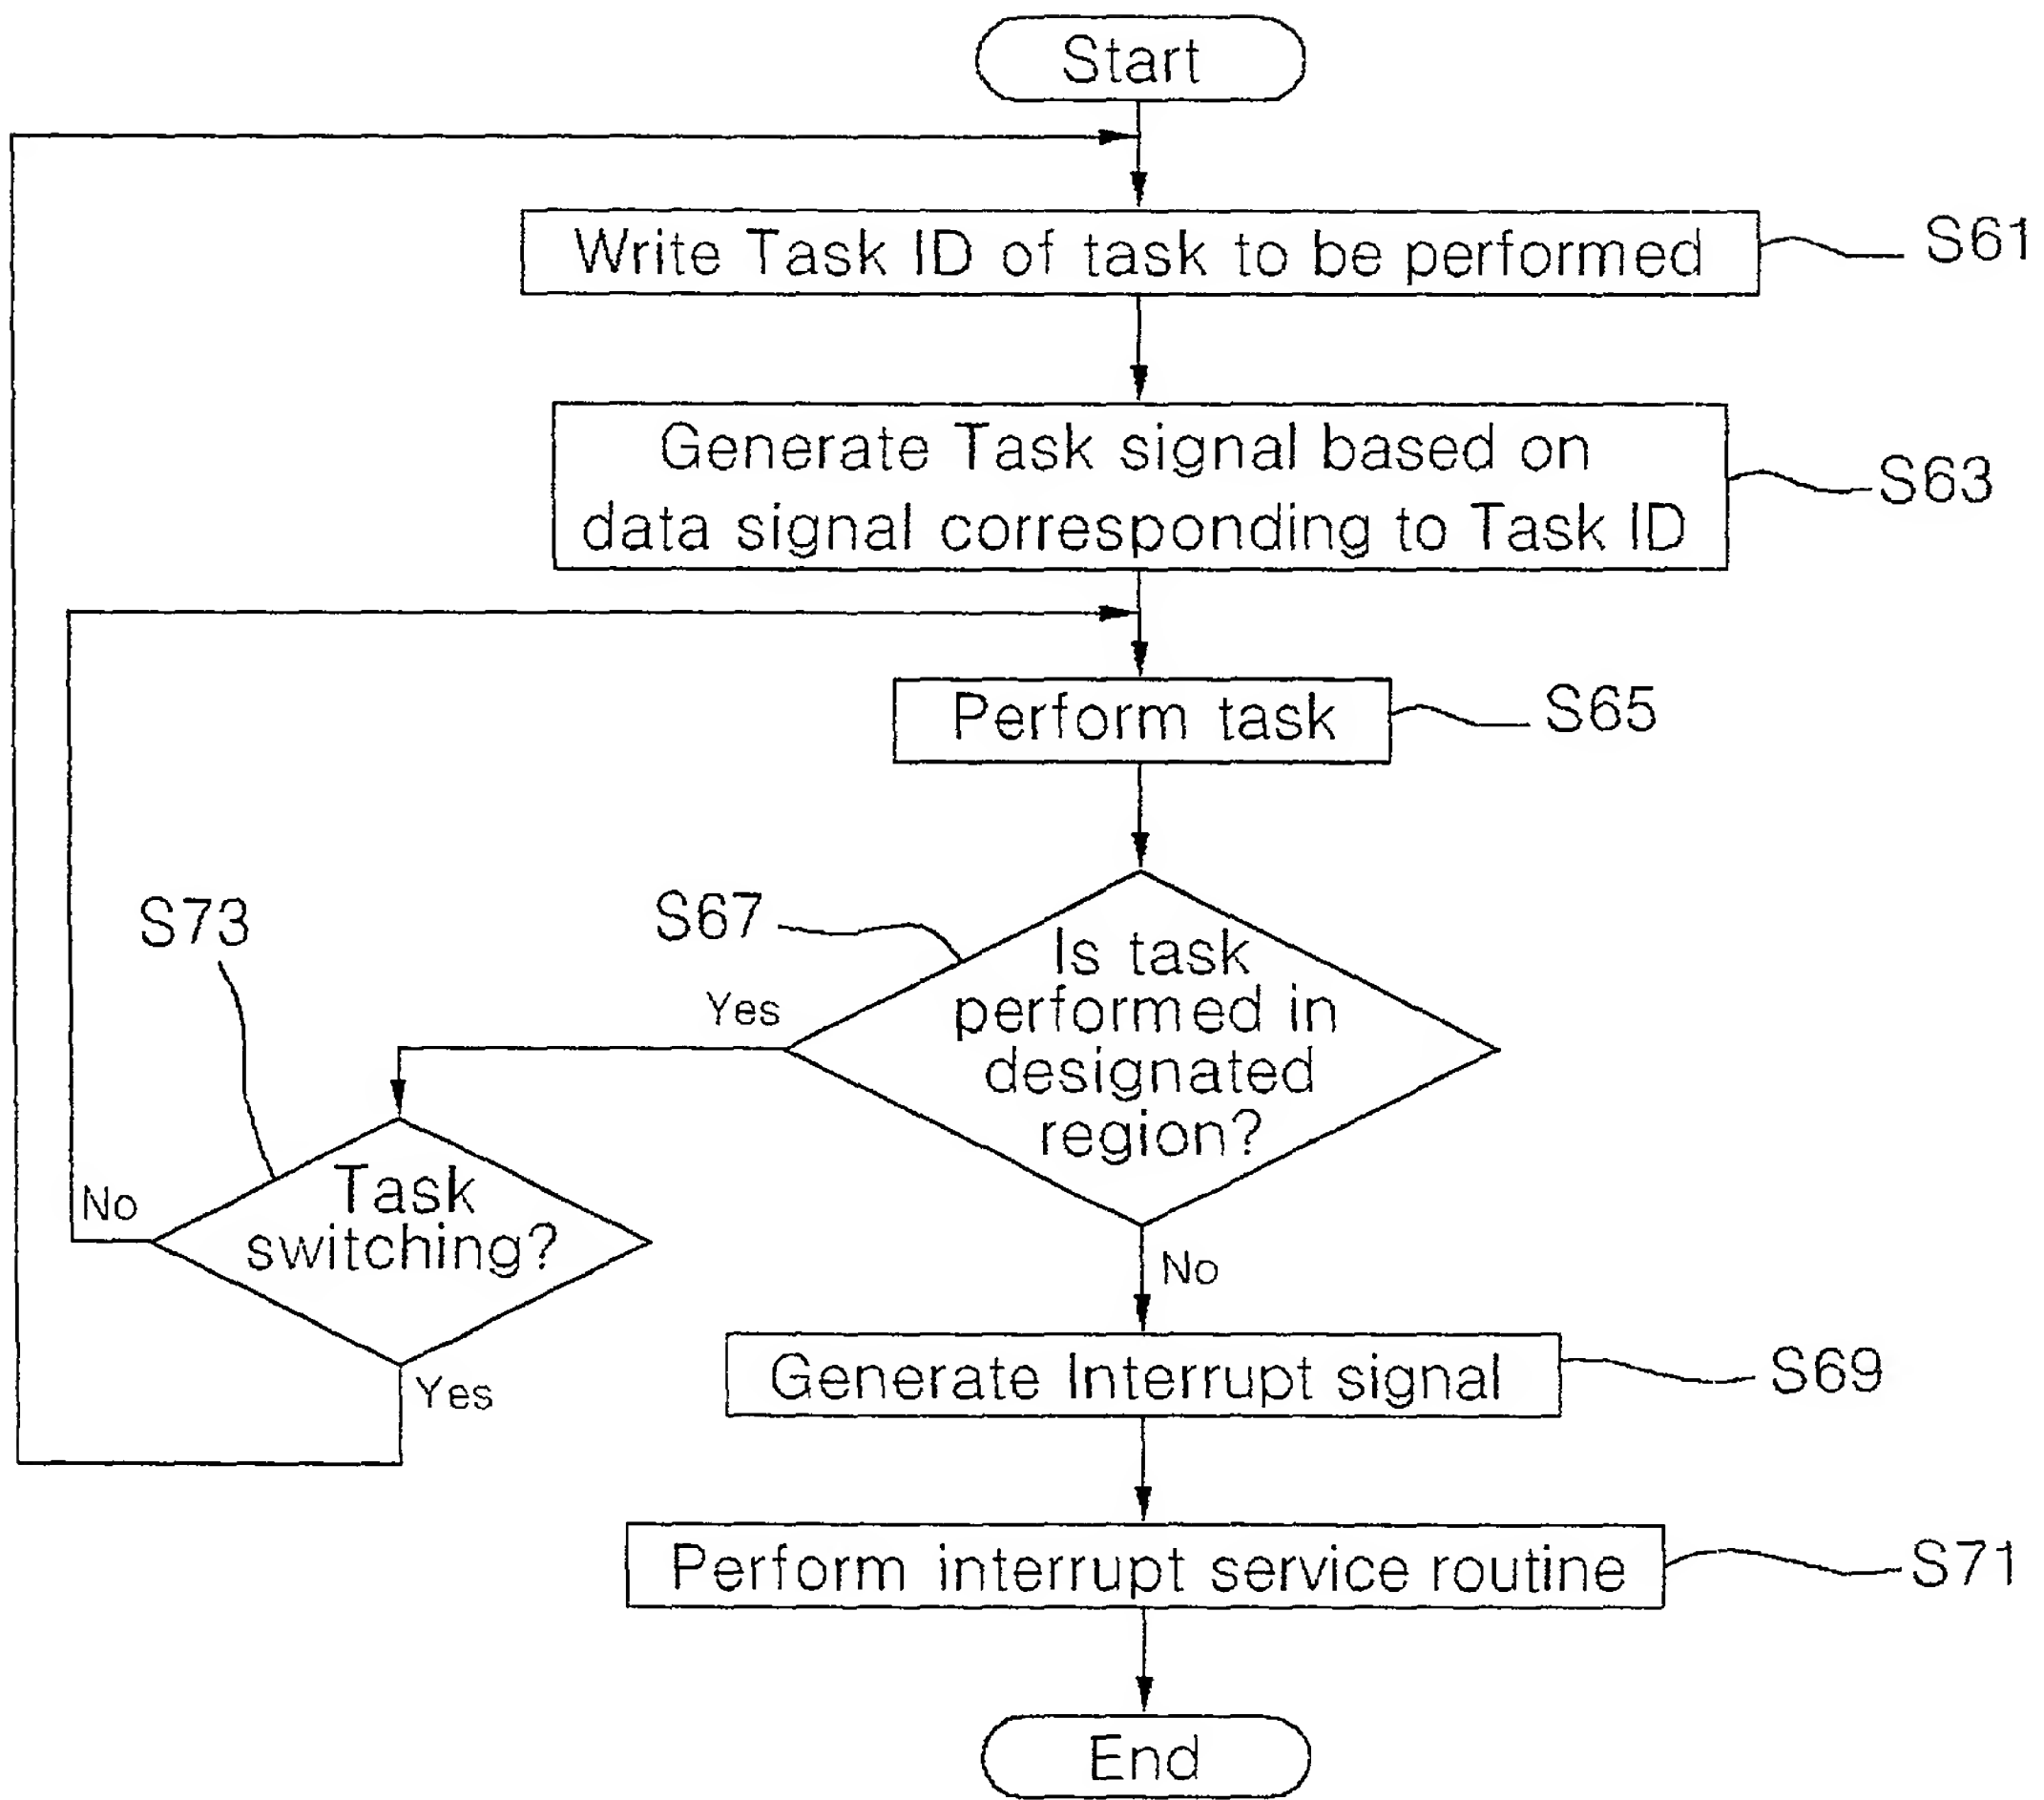 Start
Write Task ID of task to be performed
S61
Generate Task signal based on
data signal corresponding to Task ID
S63
Perform task
S65
S73
S67
Is task
performed in
designated
region?
Yes
Task
switching?
No
No
Yes
Generate Interrupt signal
S69
Perform interrupt service routine
S71
End